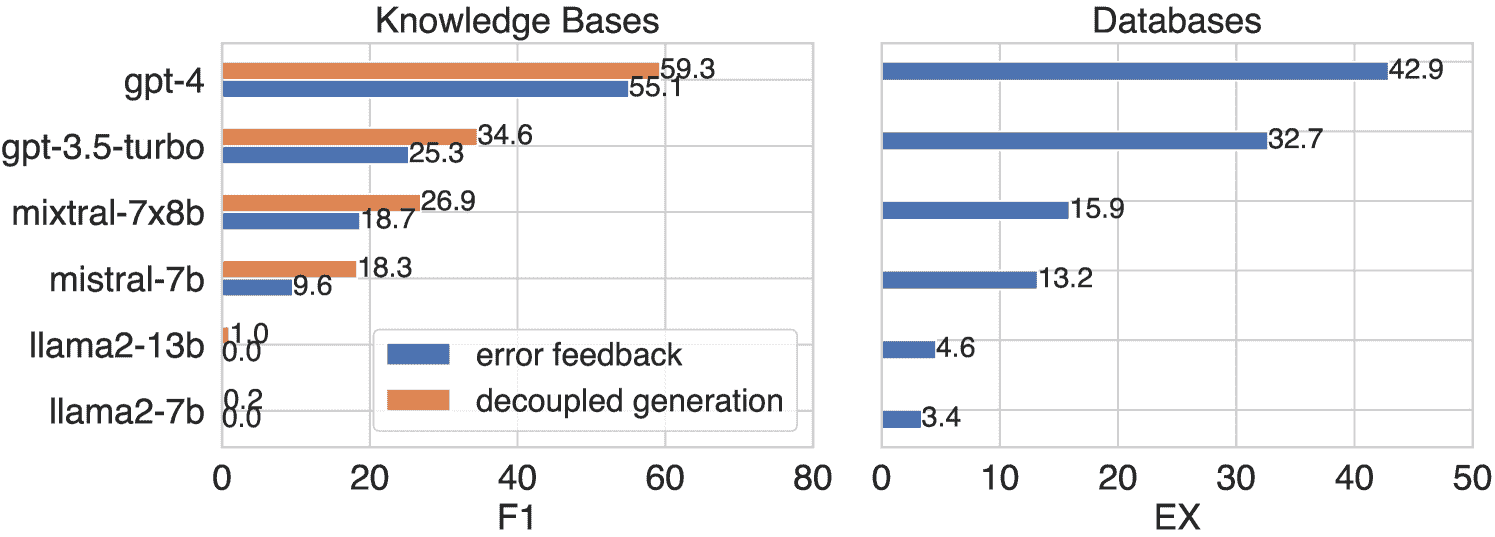 Knowledge Bases
gpt-4
59.3
55.1
gpt-3.5-turbo
34.6
25.3
mixtral-7x8b
26.9
18.7
mistral-7b
18.3
9.6
llama2-13b
1.0
0.0
llama2-7b
0.2
0.0
error feedback
decoupled generation
0 20 40 60 80
F1
Databases
42.9
32.7
15.9
13.2
4.6
3.4
0 10 20 30 40 50
EX